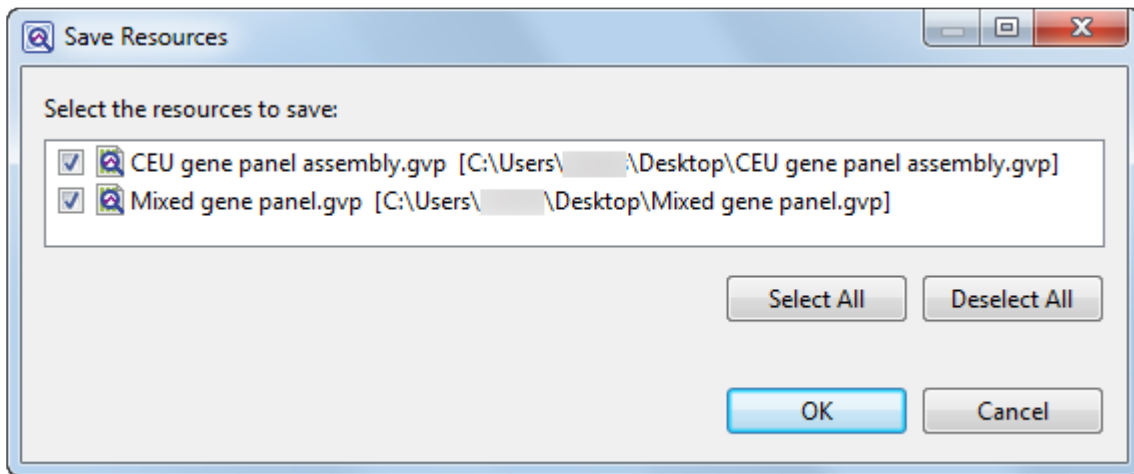 Save Resources
Select the resources to save:
CEU gene panel assembly.gvp [C:\Users\ \Desktop\CEU gene panel assembly.gvp]
Mixed gene panel.gvp [C:\Users\ \Desktop\Mixed gene panel.gvp]
Select All Deselect All
OK Cancel